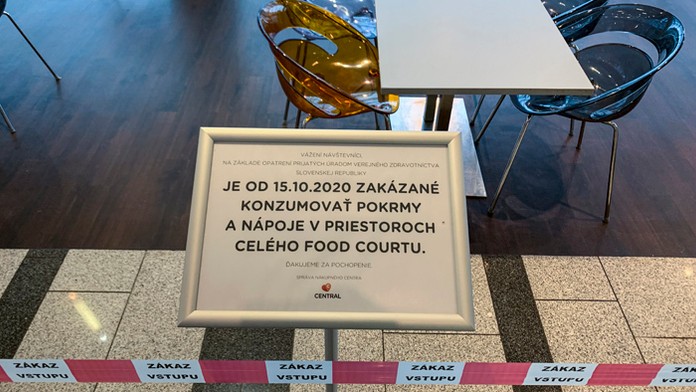 VÁŽENÍ NÁVŠTEVNÍCI,
NA ZÁKLADE OPATRENÍ PRIJATÝCH ÚRADOM VEREJNÉHO ZDRAVOTNÍCTVA
SLOVENSKEJ REPUBLIKY
JE OD 15.10.2020 ZAKÁZANÉ
KONZUMOVAŤ POKRMY
A NÁPOJE V PRIESTOROCH
CELÉHO FOOD COURTU.
ĎAKUJEME ZA POCHOPENIE.
SPRÁVA NÁKUPNÉHO CENTRA
CENTRAL
ZÁKAZ
VSTUPU
ZÁKAZ
VSTUPU
ZÁKAZ
VSTUPU
ZÁKAZ
VSTUPU
ZÁKAZ
VSTUPU